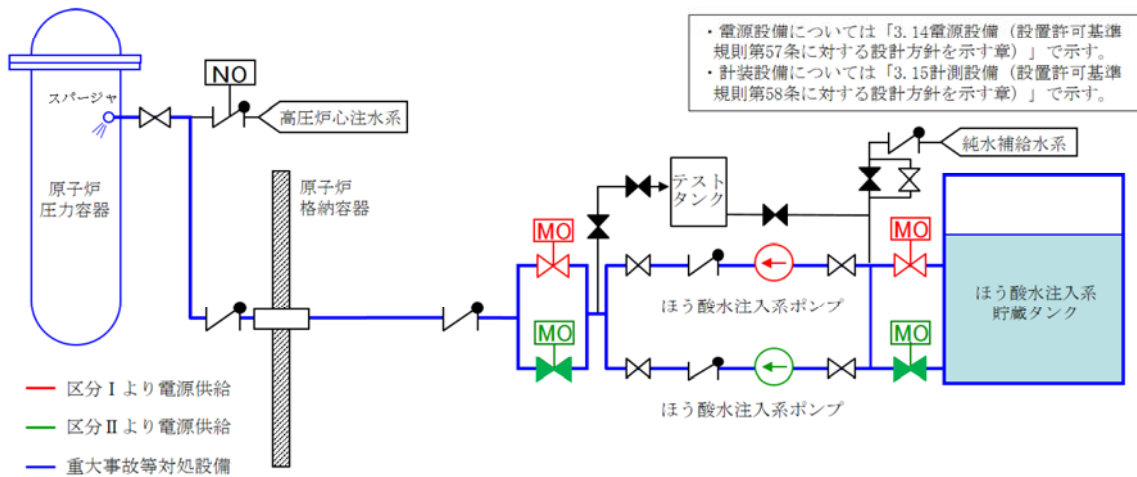 ・電源設備については「3.14電源設備（設置許可基準
規則第57条に対する設計方針を示す章）」で示す。
・計装設備については「3.15計測設備（設置許可基準
規則第58条に対する設計方針を示す章）」で示す。
NO
スパージャ
高圧炉心注水系
純水補給水系
テスト
タンク
原子炉
圧力容器
原子炉
格納容器
MO
MO
ほう酸水注入系ポンプ
ほう酸水注入系
貯蔵タンク
MO
MO
ほう酸水注入系ポンプ
区分Ⅰより電源供給
区分Ⅱより電源供給
重大事故等対処設備